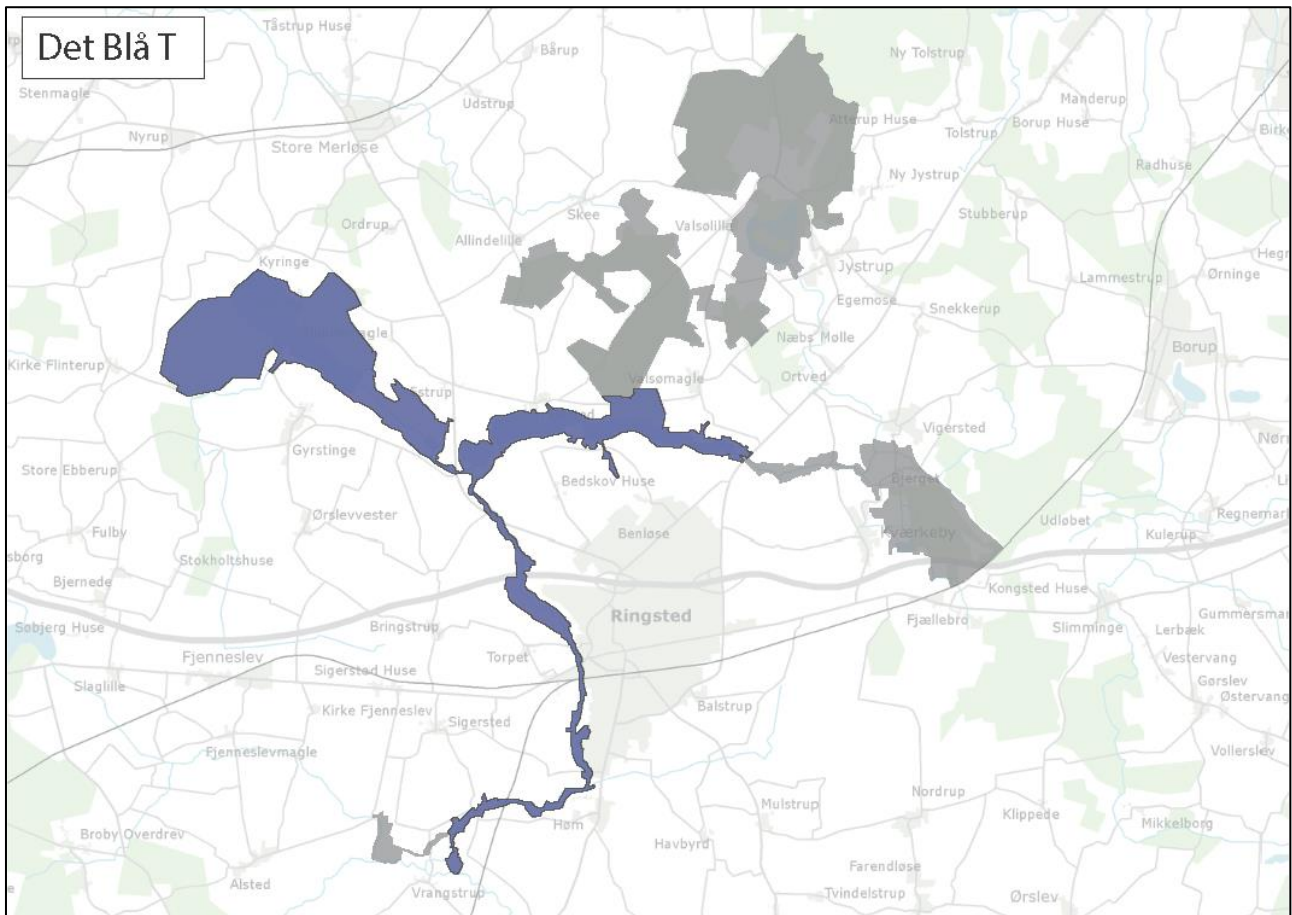 Det Blå T
Tåstrup Huse
Bårup
Ny Tolstrup
Stenmagle
Udstrup
Manderup
Nyrup
Atterup Huse
Tolstrup
Borup Huse
Store Merløse
Radhuse
Ny Jystrup
Ordrup
Skee
Valsølille
Stubberup
Allindelille
Kyringe
Jystrup
Lammestrup
Ørninge
Egemose
Snekkerup
Næbs Mølle
Borup
Kirke Flinterup
Valsømagle
Ortved
Vigersted
Gyrstinge
Store Ebberup
Bedskov Huse
Bjerget
Ørslevvester
Udløbet
Fulby
Benløse
Kværkeby
Kulerup
Stokholtshuse
Bjernede
Kongsted Huse
Søbjerg Huse
Bringstrup
Ringsted
Fjællebro
Slimminge
Lerbæk
Fjenneslev
Torpet
Vestervang
Sigersted Huse
Slaglille
Gørslev
Østervang
Kirke Fjenneslev
Balstrup
Sigersted
Fjenneslevmagle
Vollerslev
Mulstrup
Nordrup
Klippede
Høm
Mikkelborg
Broby Overdrev
Havbyrd
Farendløse
Alsted
Vrangstrup
Tvindelstrup
Ørslev